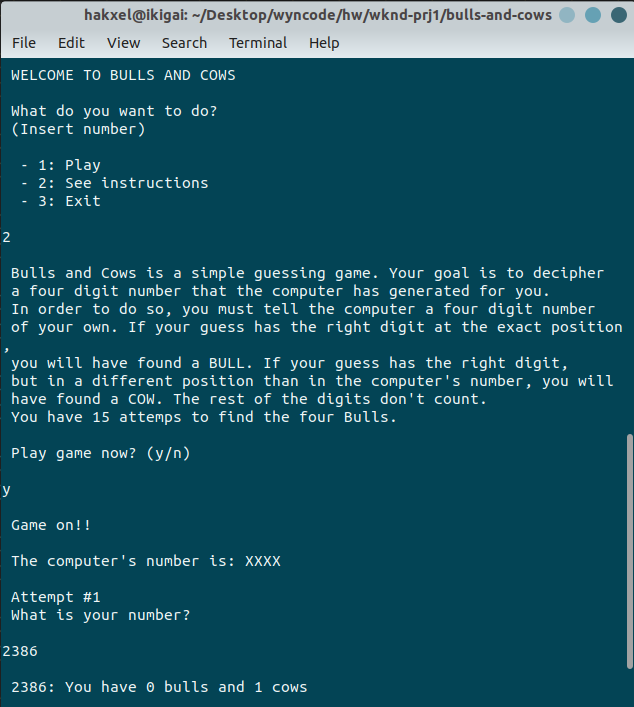 hakxel@ikigai: ~/Desktop/wyncode/hw/wknd-prj1/bulls-and-cows
File Edit View Search Terminal Help
WELCOME TO BULLS AND COWS
What do you want to do?
(Insert number)
- 1: Play
- 2: See instructions
- 3: Exit
2
Bulls and Cows is a simple guessing game. Your goal is to decipher
a four digit number that the computer has generated for you.
In order to do so, you must tell the computer a four digit number
of your own. If your guess has the right digit at the exact position
,
you will have found a BULL. If your guess has the right digit,
but in a different position than in the computer's number, you will
have found a COW. The rest of the digits don't count.
You have 15 attemps to find the four Bulls.
Play game now? (y/n)
y
Game on!!
The computer's number is: XXXX
Attempt #1
What is your number?
2386
2386: You have 0 bulls and 1 cows